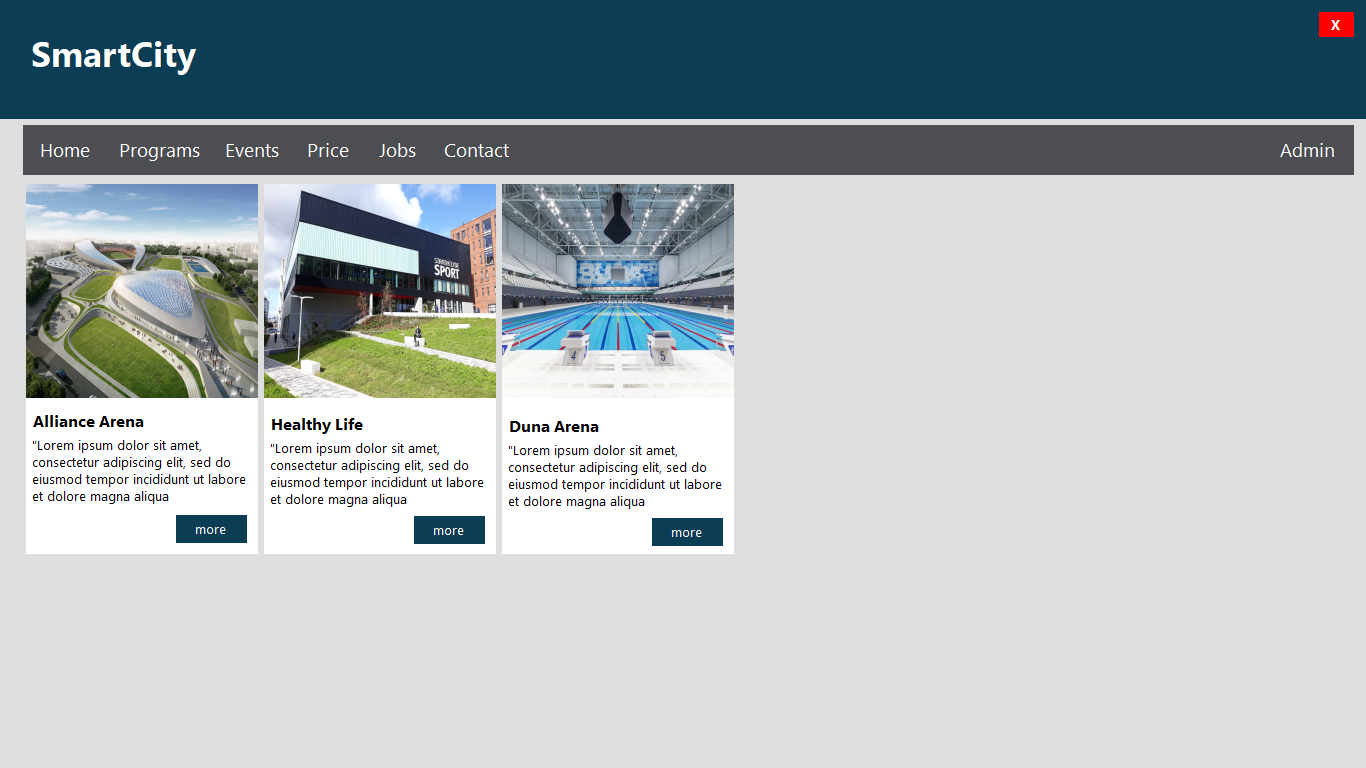 SmartCity
X
Home Programs Events Price Jobs Contact Admin
STRATHCLYDE
SPORT
4 5
Alliance Arena
"Lorem ipsum dolor sit amet,
consectetur adipiscing elit, sed do
eiusmod tempor incididunt ut labore
et dolore magna aliqua
more
Healthy Life
"Lorem ipsum dolor sit amet,
consectetur adipiscing elit, sed do
eiusmod tempor incididunt ut labore
et dolore magna aliqua
more
Duna Arena
"Lorem ipsum dolor sit amet,
consectetur adipiscing elit, sed do
eiusmod tempor incididunt ut labore
et dolore magna aliqua
more